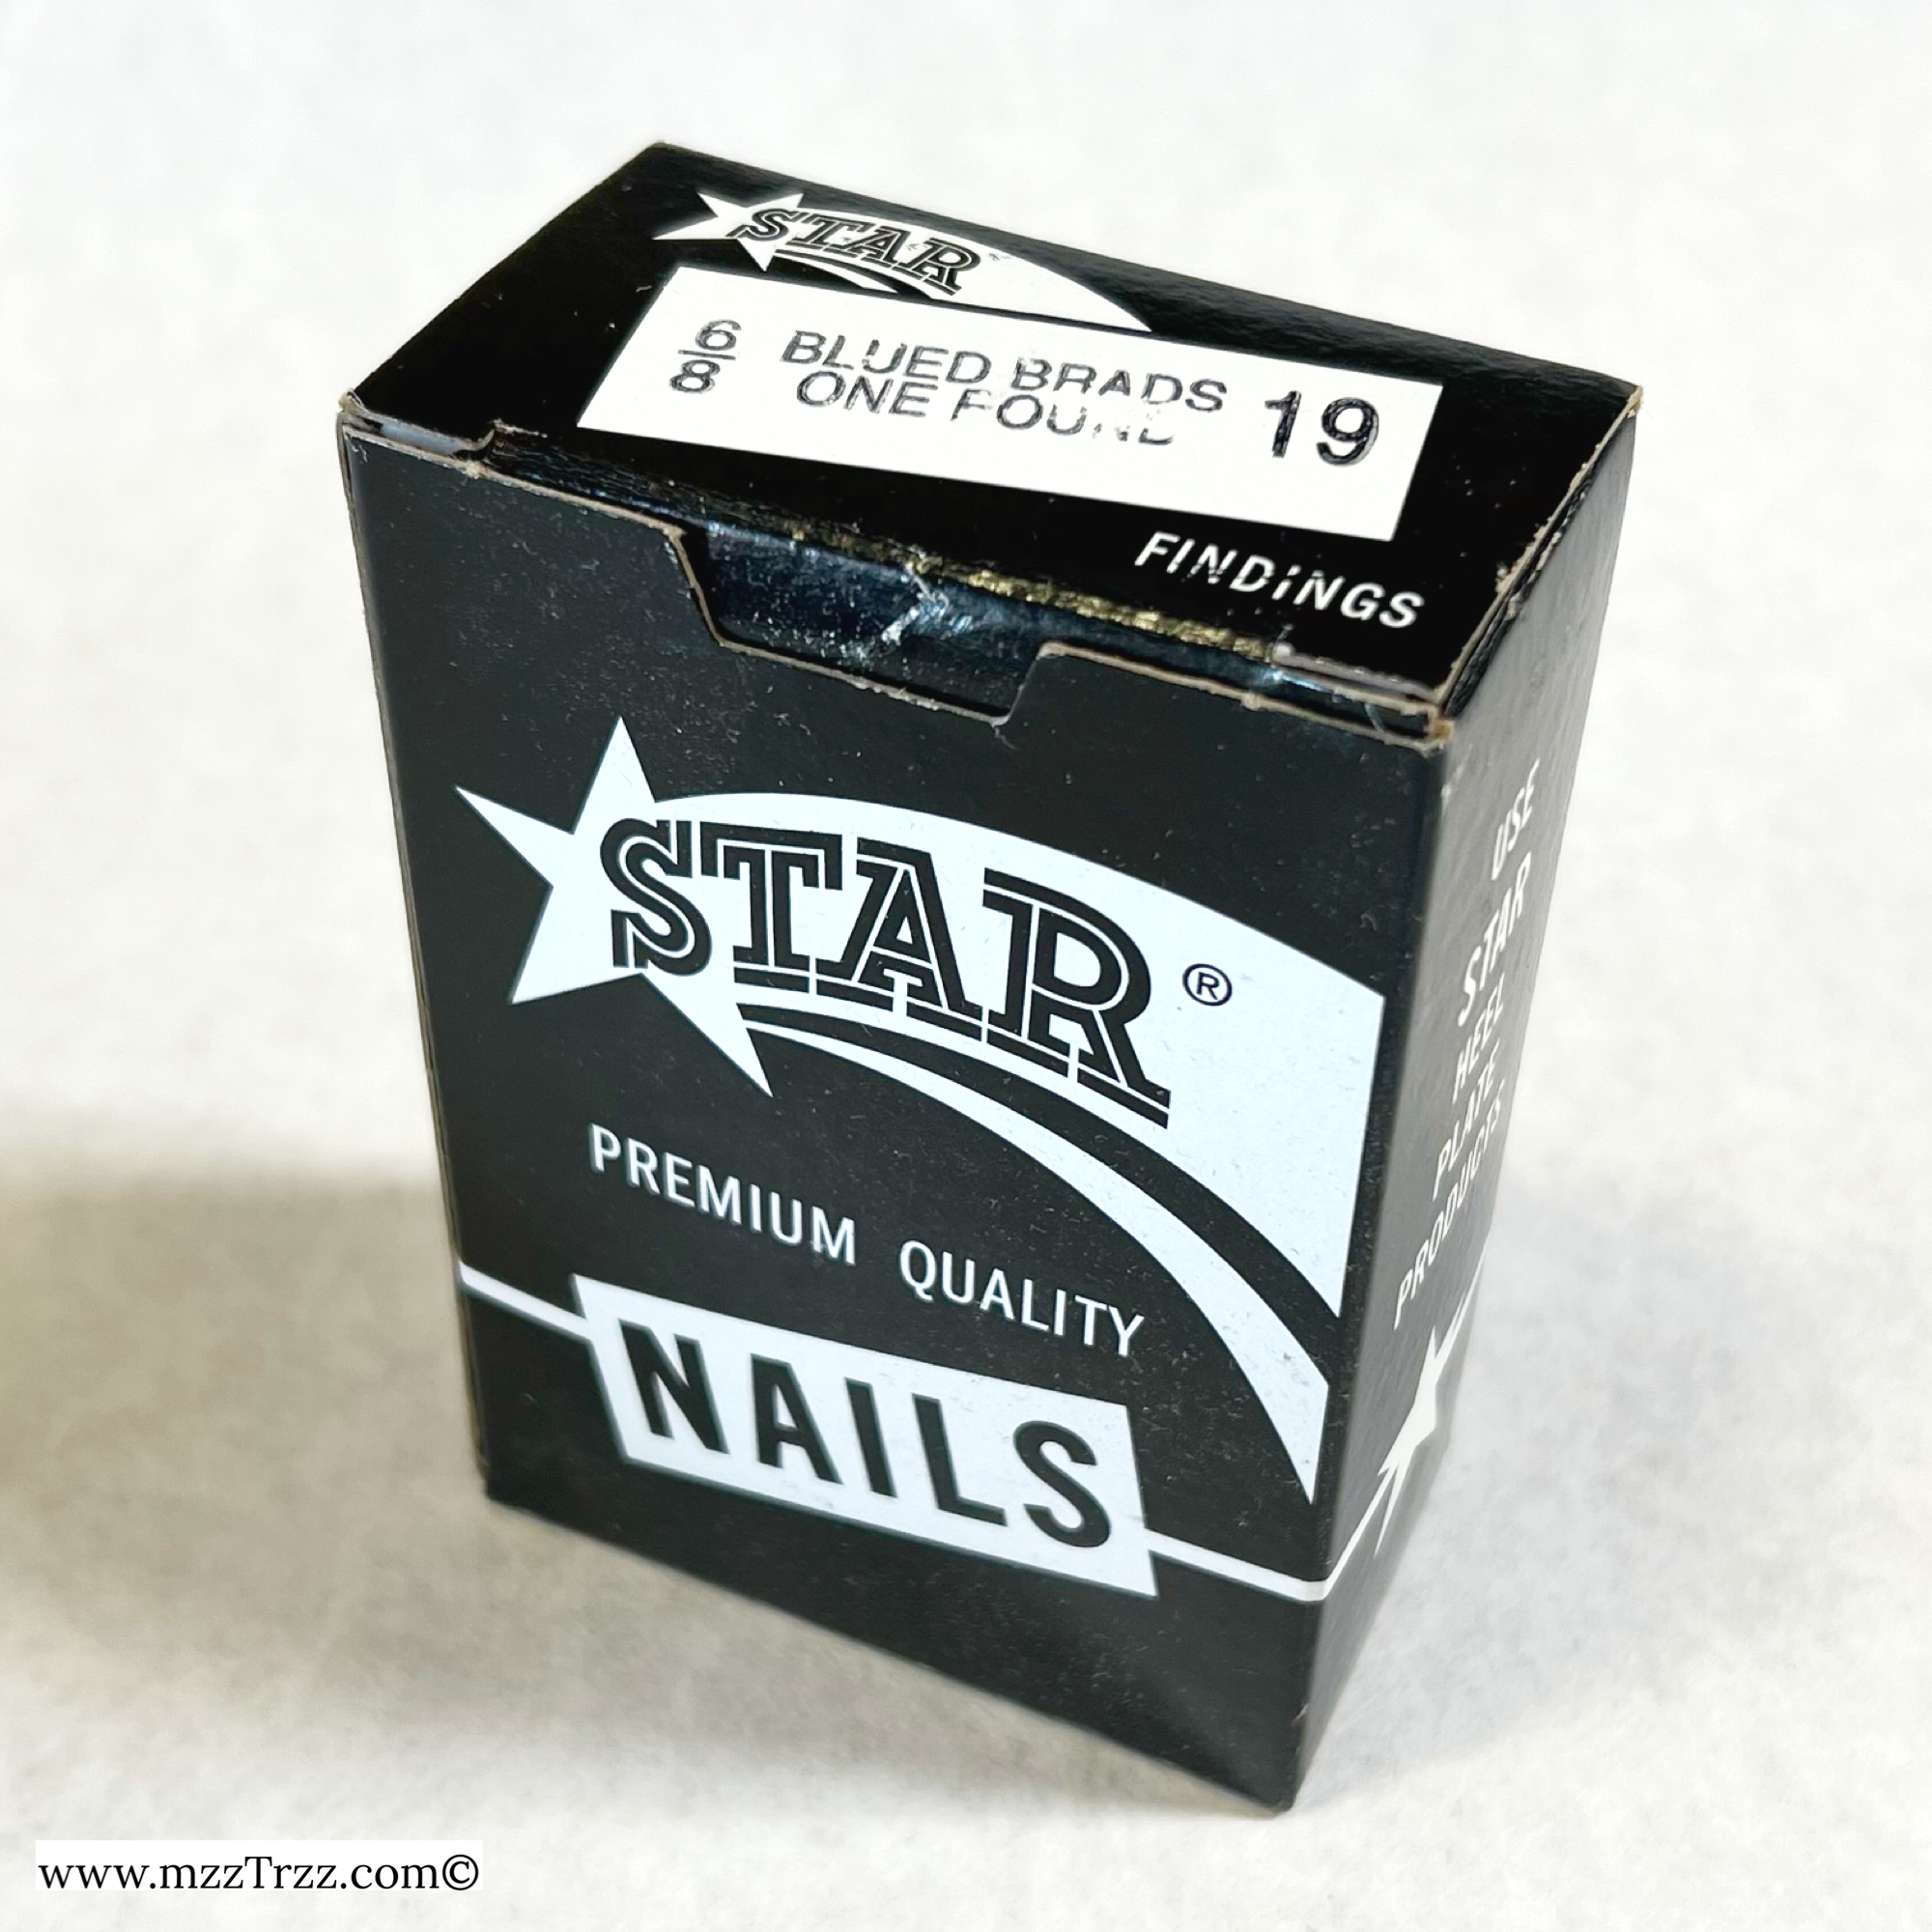 STAR
6/8 BLUED BRADS 19
ONE POUND
FINDINGS
STAR ®
PREMIUM QUALITY
NAILS
USE
STAR
HEEL
PLATE
PRODUCTS
www.mzzTrzz.com©